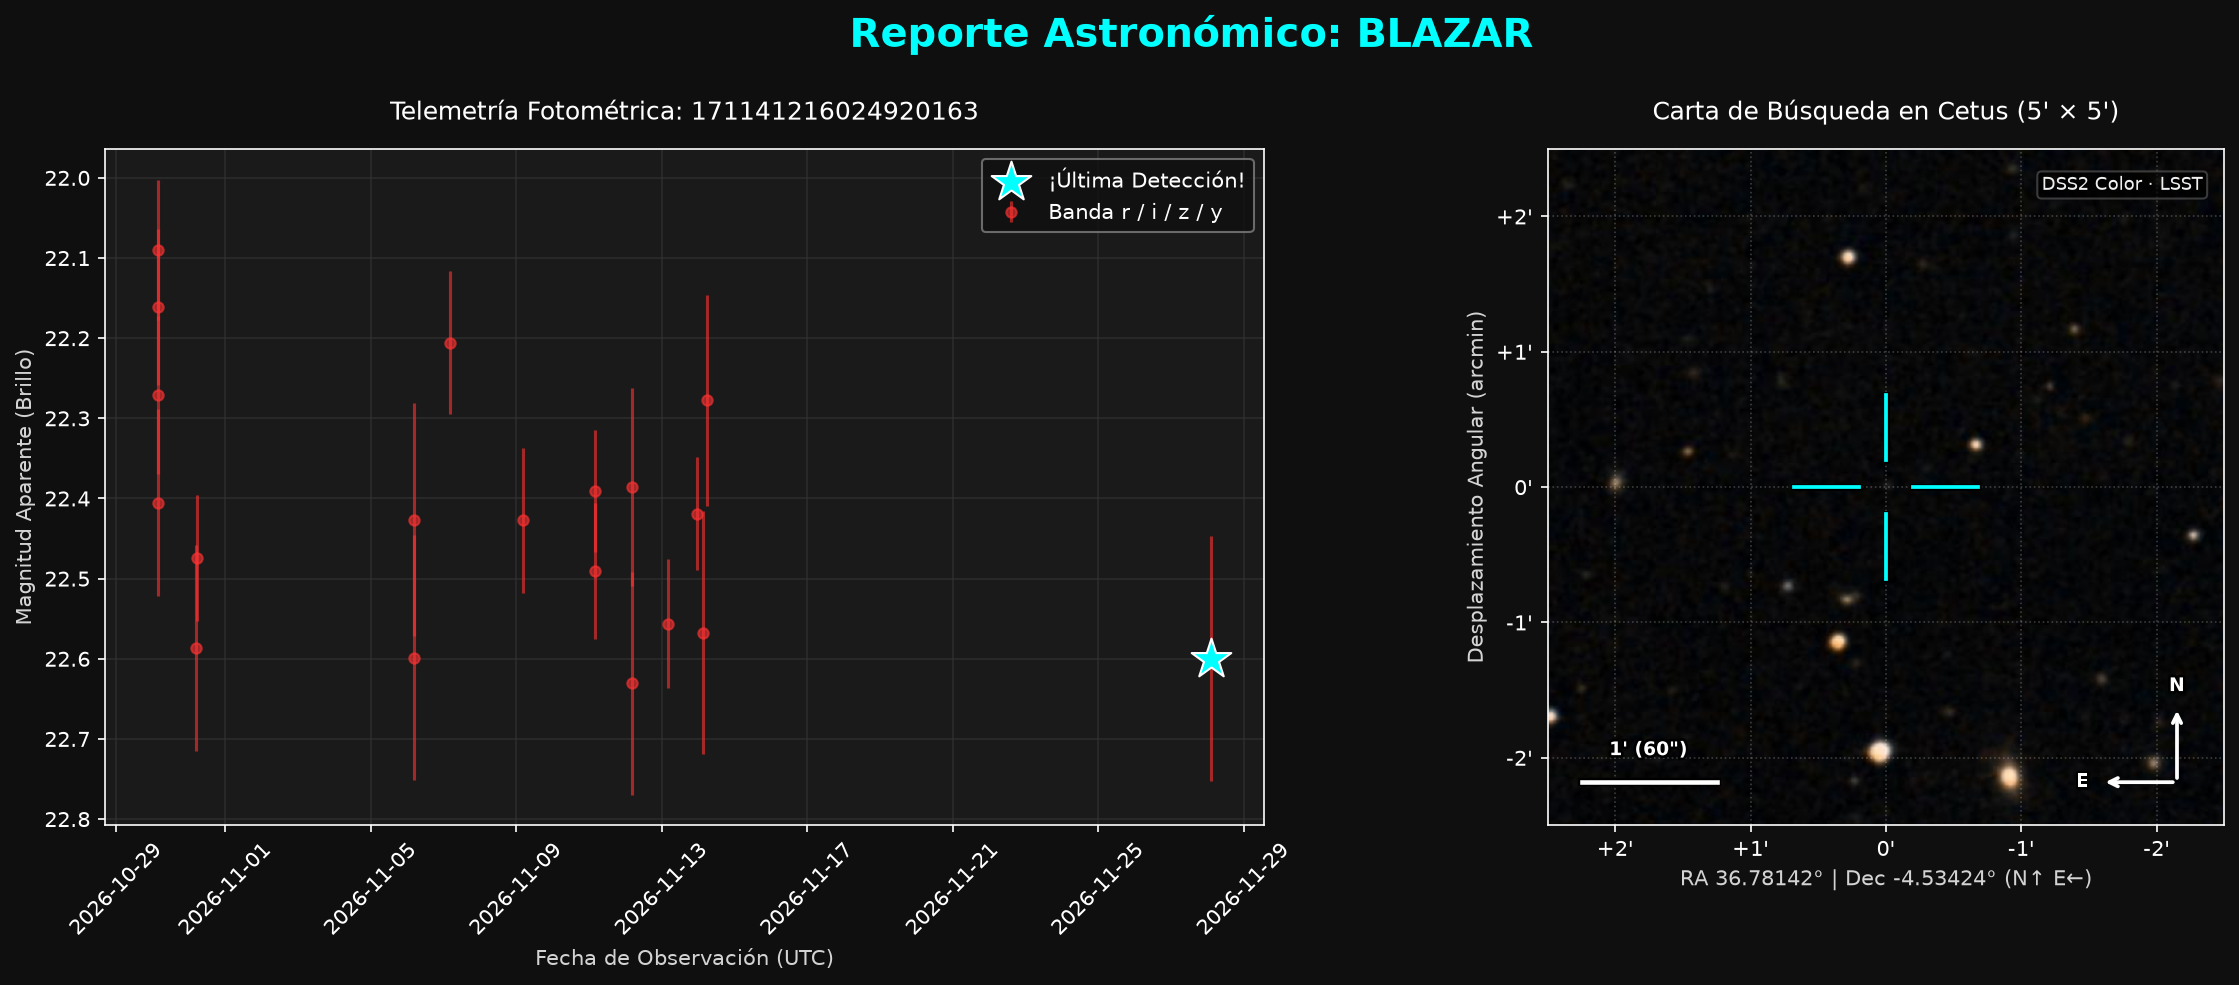 Reporte Astronómico: BLAZAR
Telemetría Fotométrica: 171141216024920163
Magnitud Aparente (Brillo)
22.0
22.1
22.2
22.3
22.4
22.5
22.6
22.7
22.8
¡Última Detección!
Banda r / i / z / y
2026-10-29
2026-11-01
2026-11-05
2026-11-09
2026-11-13
2026-11-17
2026-11-21
2026-11-25
2026-11-29
Fecha de Observación (UTC)
Carta de Búsqueda en Cetus (5' × 5')
Desplazamiento Angular (arcmin)
+2'
+1'
0'
-1'
-2'
DSS2 Color · LSST
N
E
1' (60")
+2'
+1'
0'
-1'
-2'
RA 36.78142° | Dec -4.53424° (N↑ E←)